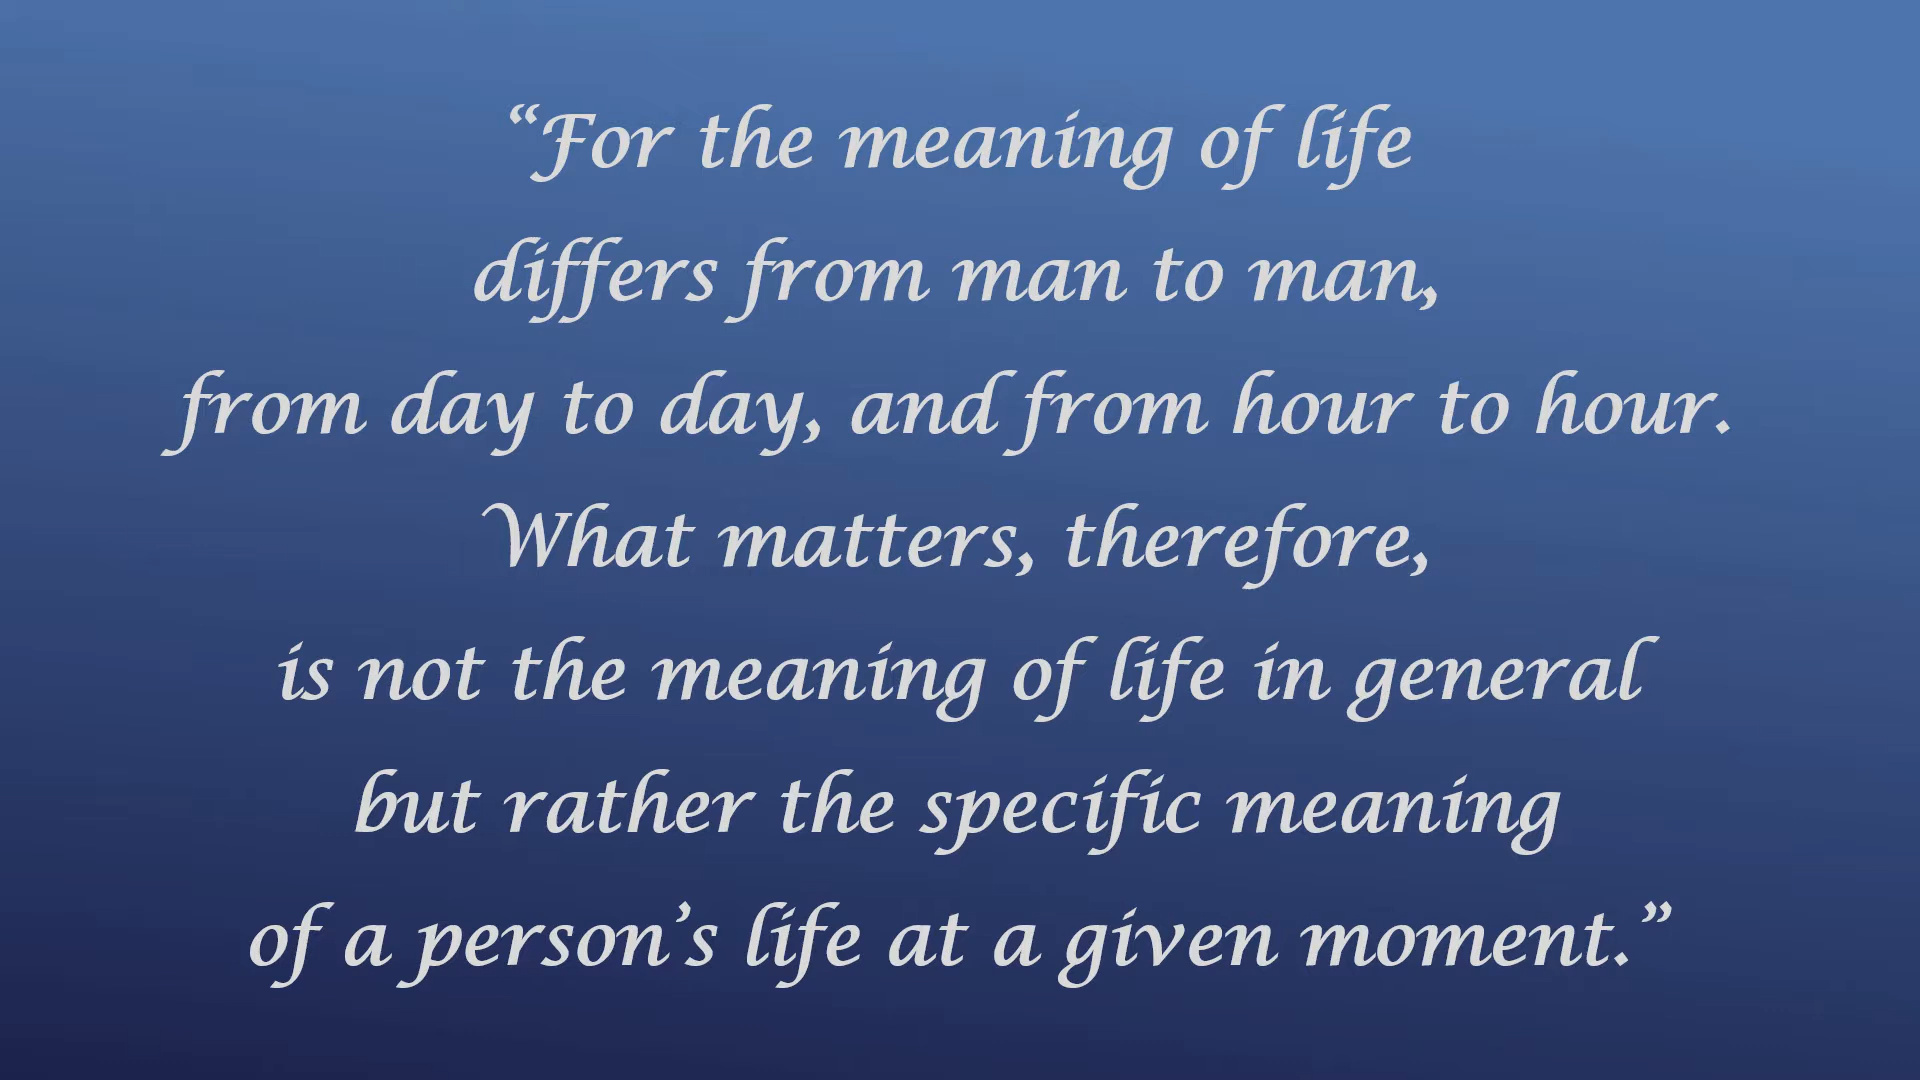 “For the meaning of life
differs from man to man,
from day to day, and from hour to hour.
What matters, therefore,
is not the meaning of life in general
but rather the specific meaning
of a person’s life at a given moment.”